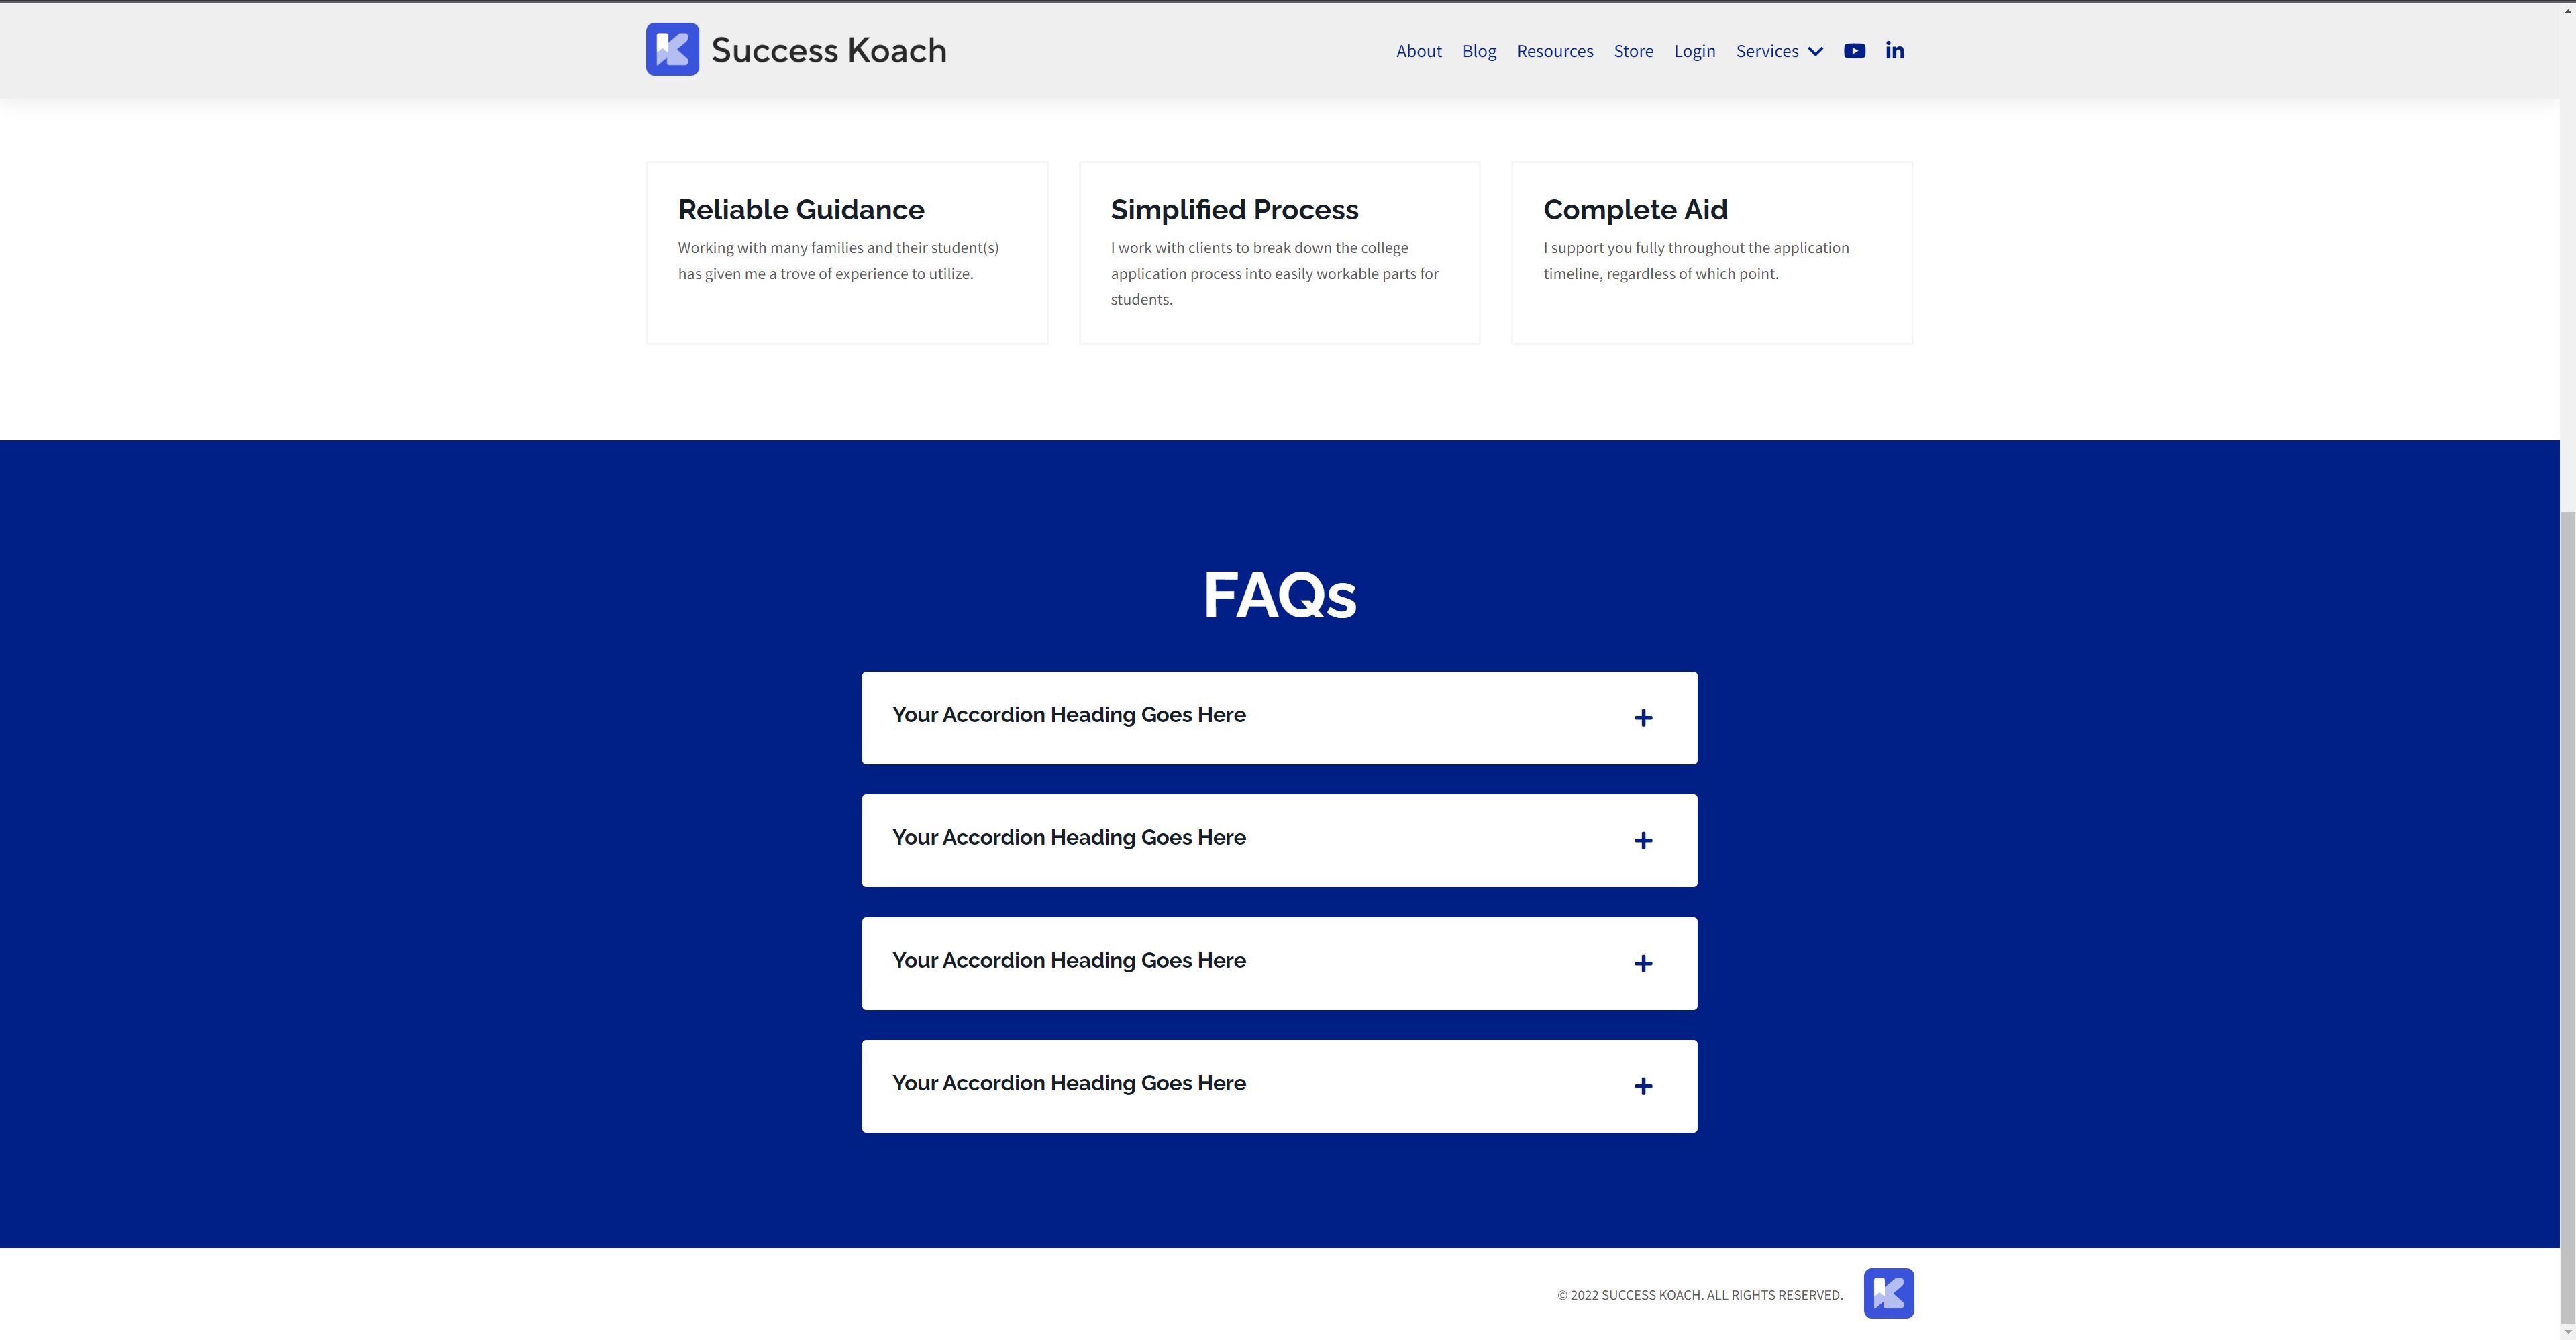 Success Koach
About Blog Resources Store Login Services
Reliable Guidance
Working with many families and their student(s)
has given me a trove of experience to utilize.
Simplified Process
I work with clients to break down the college
application process into easily workable parts for
students.
Complete Aid
I support you fully throughout the application
timeline, regardless of which point.
FAQs
Your Accordion Heading Goes Here
Your Accordion Heading Goes Here
Your Accordion Heading Goes Here
Your Accordion Heading Goes Here
© 2022 SUCCESS KOACH. ALL RIGHTS RESERVED.